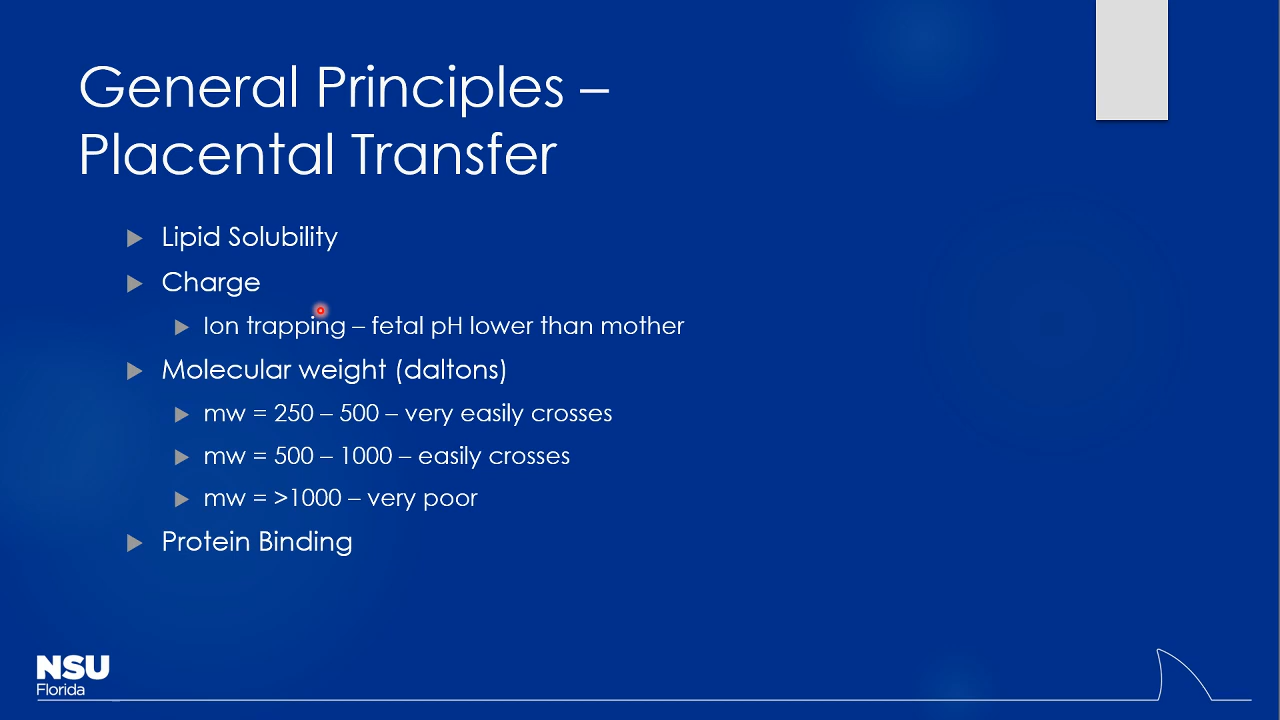 General Principles –
Placental Transfer
Lipid Solubility
Charge
Ion trapping – fetal pH lower than mother
Molecular weight (daltons)
mw = 250 – 500 – very easily crosses
mw = 500 – 1000 – easily crosses
mw = >1000 – very poor
Protein Binding
NSU
Florida